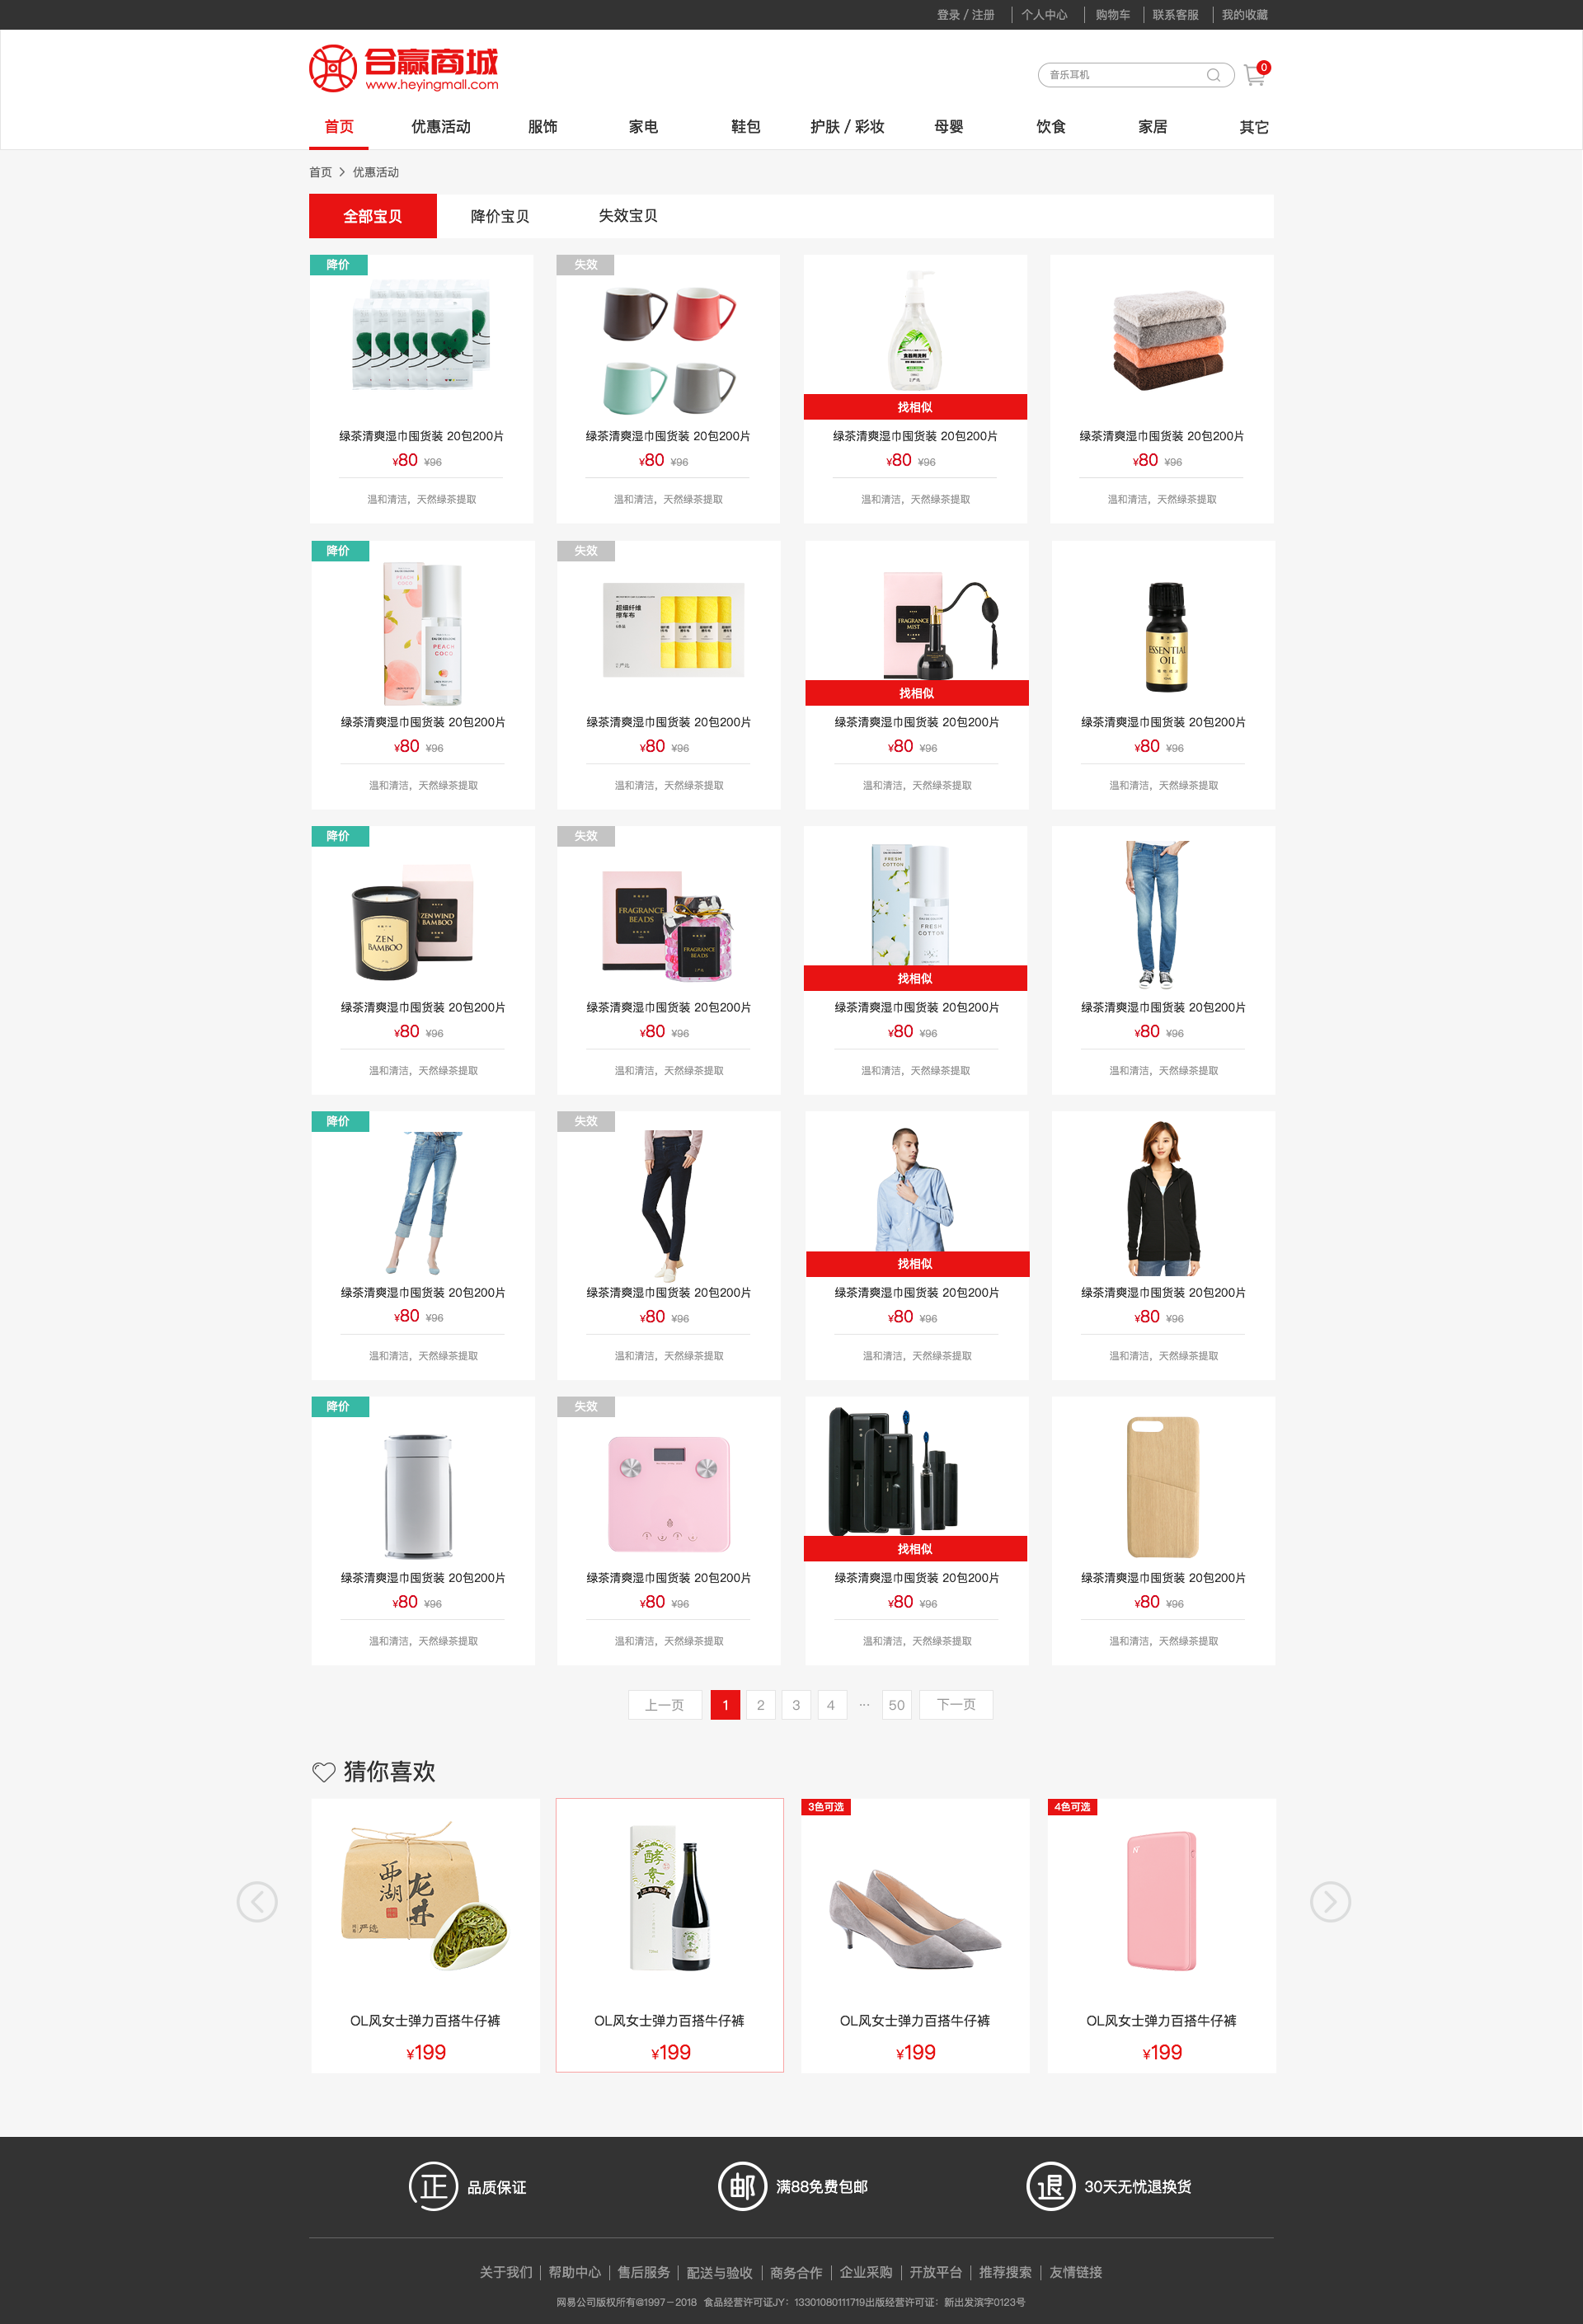 登录 / 注册 个人中心 购物车 联系客服 我的收藏
合赢商城
www.heyingmall.com
音乐耳机
0
首页 优惠活动 服饰 家电 鞋包 护肤 / 彩妆 母婴 饮食 家居 其它
首页 > 优惠活动
全部宝贝 降价宝贝 失效宝贝
降价 失效
找相似
绿茶清爽湿巾囤货装 20包200片 绿茶清爽湿巾囤货装 20包200片 绿茶清爽湿巾囤货装 20包200片 绿茶清爽湿巾囤货装 20包200片
¥80 ¥96 ¥80 ¥96 ¥80 ¥96 ¥80 ¥96
温和清洁，天然绿茶提取 温和清洁，天然绿茶提取 温和清洁，天然绿茶提取 温和清洁，天然绿茶提取
降价 失效
PEACH
COCO
PEACH
COCO
超细纤维
擦车布
FRAGRANCE
MIST
ESSENTIAL
OIL
找相似
绿茶清爽湿巾囤货装 20包200片 绿茶清爽湿巾囤货装 20包200片 绿茶清爽湿巾囤货装 20包200片 绿茶清爽湿巾囤货装 20包200片
¥80 ¥96 ¥80 ¥96 ¥80 ¥96 ¥80 ¥96
温和清洁，天然绿茶提取 温和清洁，天然绿茶提取 温和清洁，天然绿茶提取 温和清洁，天然绿茶提取
降价 失效
ZEN WIND
BAMBOO
ZEN
BAMBOO
FRAGRANCE
BEADS
FRAGRANCE
BEADS
FRESH
COTTON
FRESH
COTTON
找相似
绿茶清爽湿巾囤货装 20包200片 绿茶清爽湿巾囤货装 20包200片 绿茶清爽湿巾囤货装 20包200片 绿茶清爽湿巾囤货装 20包200片
¥80 ¥96 ¥80 ¥96 ¥80 ¥96 ¥80 ¥96
温和清洁，天然绿茶提取 温和清洁，天然绿茶提取 温和清洁，天然绿茶提取 温和清洁，天然绿茶提取
降价 失效
找相似
绿茶清爽湿巾囤货装 20包200片 绿茶清爽湿巾囤货装 20包200片 绿茶清爽湿巾囤货装 20包200片 绿茶清爽湿巾囤货装 20包200片
¥80 ¥96 ¥80 ¥96 ¥80 ¥96 ¥80 ¥96
温和清洁，天然绿茶提取 温和清洁，天然绿茶提取 温和清洁，天然绿茶提取 温和清洁，天然绿茶提取
降价 失效
找相似
绿茶清爽湿巾囤货装 20包200片 绿茶清爽湿巾囤货装 20包200片 绿茶清爽湿巾囤货装 20包200片 绿茶清爽湿巾囤货装 20包200片
¥80 ¥96 ¥80 ¥96 ¥80 ¥96 ¥80 ¥96
温和清洁，天然绿茶提取 温和清洁，天然绿茶提取 温和清洁，天然绿茶提取 温和清洁，天然绿茶提取
上一页 1 2 3 4 ··· 50 下一页
猜你喜欢
3色可选 4色可选
西湖
龙井
严选
酵素
酵素
OL风女士弹力百搭牛仔裤 OL风女士弹力百搭牛仔裤 OL风女士弹力百搭牛仔裤 OL风女士弹力百搭牛仔裤
¥199 ¥199 ¥199 ¥199
正 品质保证 邮 满88免费包邮 退 30天无忧退换货
关于我们 帮助中心 售后服务 配送与验收 商务合作 企业采购 开放平台 推荐搜索 友情链接
网易公司版权所有@1997－2018 食品经营许可证JY：13301080111719出版经营许可证：新出发滨字0123号